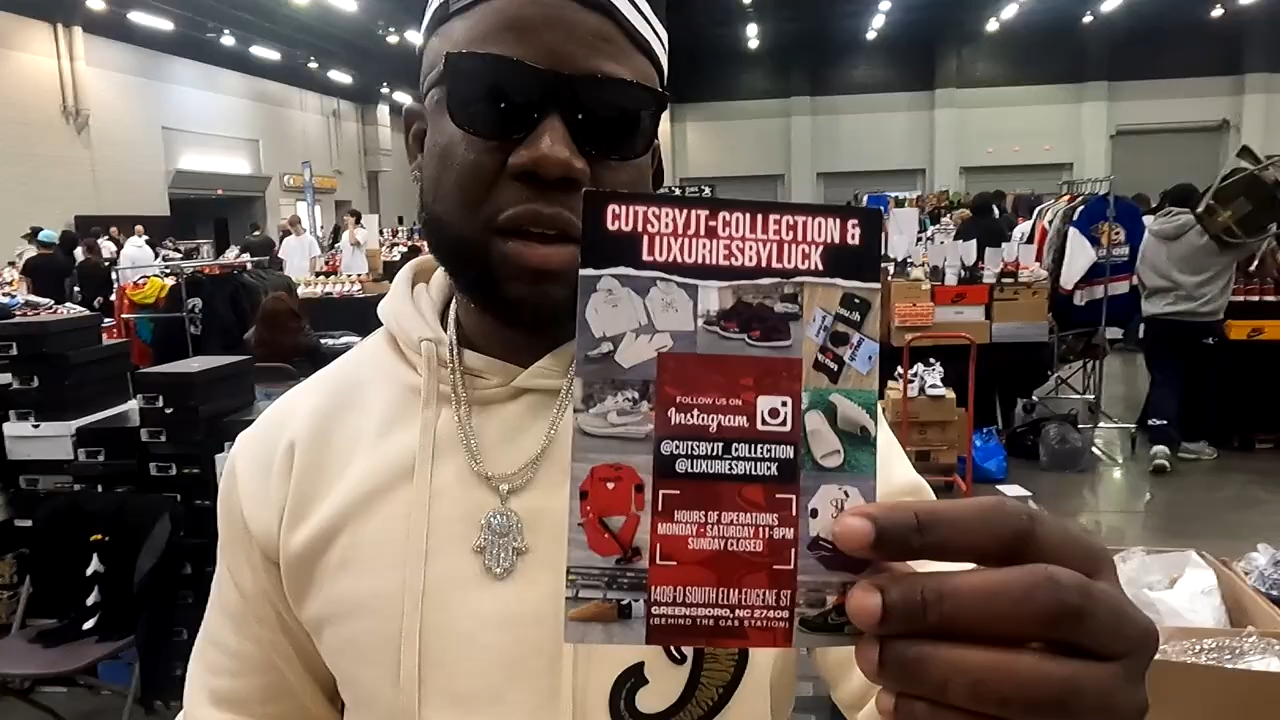 CUTSBYJT-COLLECTION &
LUXURIESBYLUCK
FOLLOW US ON
Instagram
@CUTSBYJT_COLLECTION
@LUXURIESBYLUCK
HOURS OF OPERATIONS
MONDAY - SATURDAY 11-8PM
SUNDAY CLOSED
1409-D SOUTH ELM-EUGENE ST
GREENSBORO, NC 27406
(BEHIND THE GAS STATION)